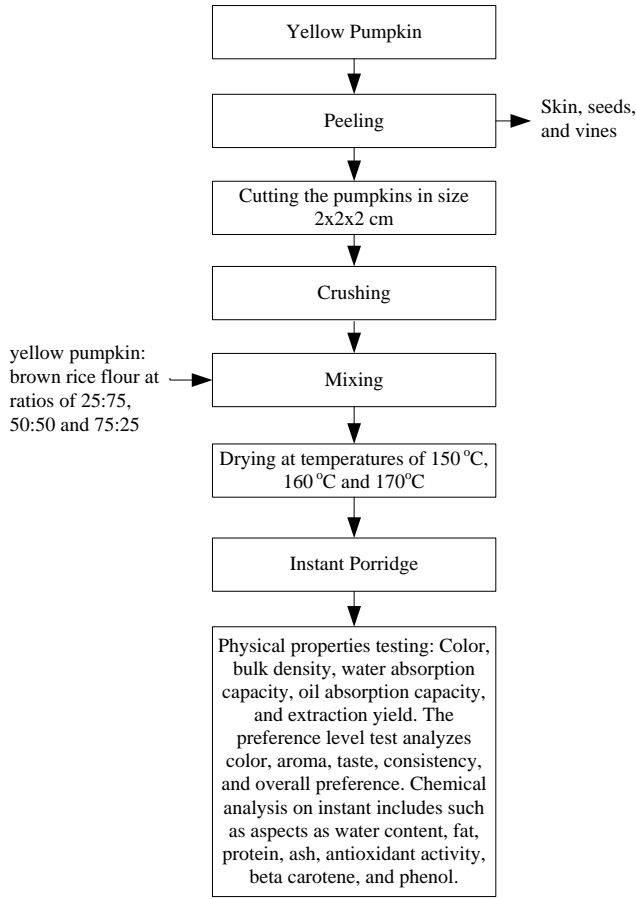 Yellow Pumpkin
Peeling
Skin, seeds,
and vines
Cutting the pumpkins in size
2x2x2 cm
Crushing
yellow pumpkin:
brown rice flour at
ratios of 25:75,
50:50 and 75:25
Mixing
Drying at temperatures of 150 °C,
160 °C and 170°C
Instant Porridge
Physical properties testing: Color,
bulk density, water absorption
capacity, oil absorption capacity,
and extraction yield. The
preference level test analyzes
color, aroma, taste, consistency,
and overall preference. Chemical
analysis on instant includes such
as aspects as water content, fat,
protein, ash, antioxidant activity,
beta carotene, and phenol.